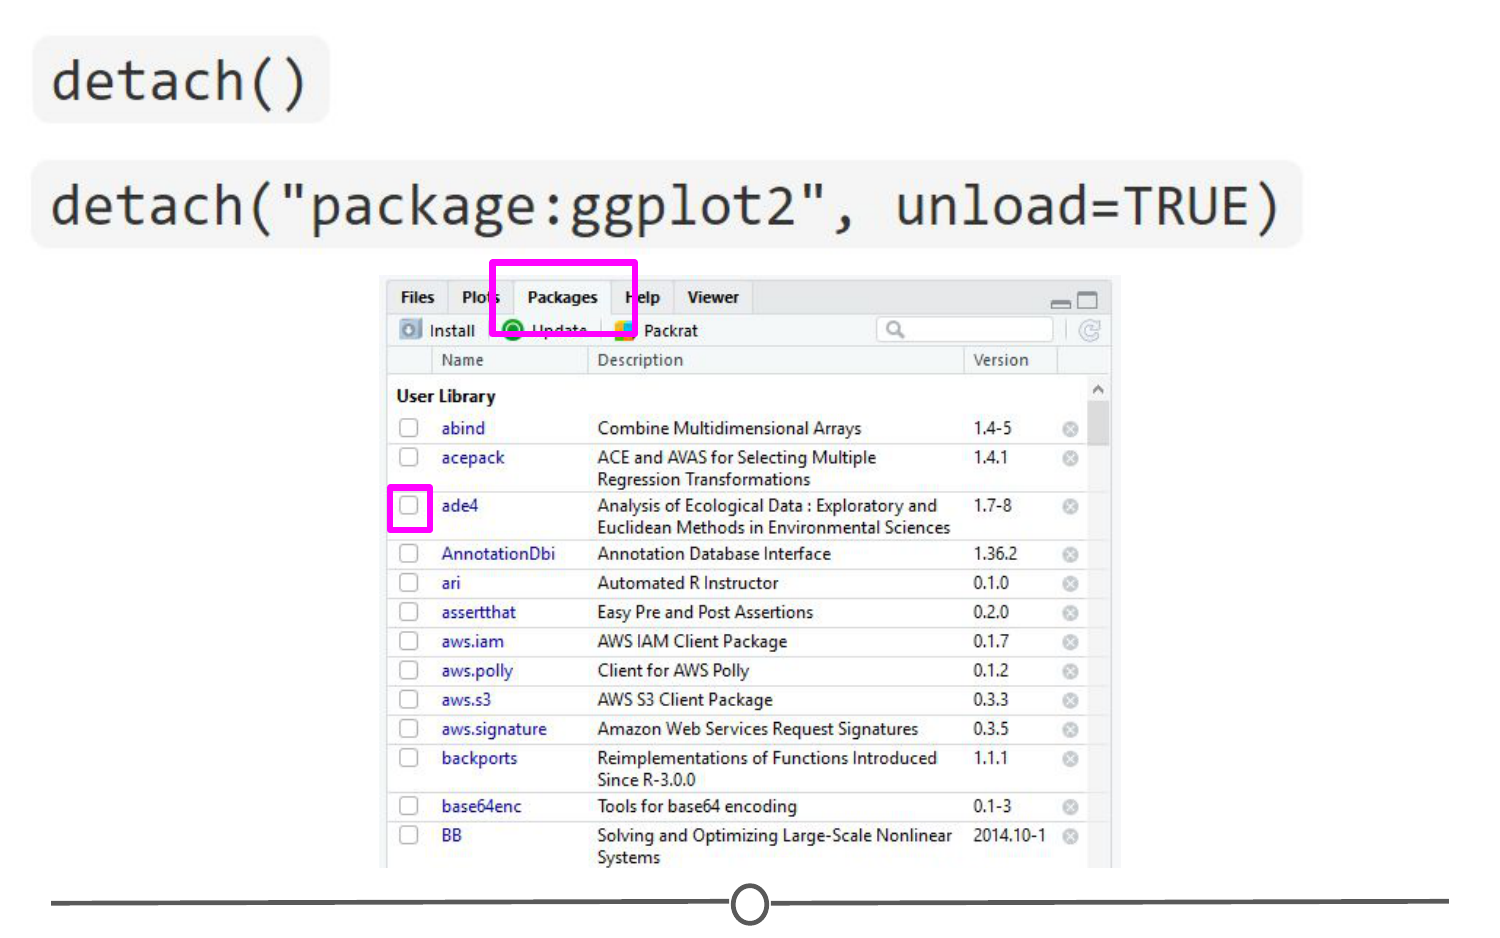 detach()
detach("package:ggplot2", unload=TRUE)
Files Plots Packages Help Viewer
Install Update Packrat
Name Description Version
User Library
abind Combine Multidimensional Arrays 1.4-5
acepack ACE and AVAS for Selecting Multiple 1.4.1
Regression Transformations
ade4 Analysis of Ecological Data : Exploratory and 1.7-8
Euclidean Methods in Environmental Sciences
AnnotationDbi Annotation Database Interface 1.36.2
ari Automated R Instructor 0.1.0
assertthat Easy Pre and Post Assertions 0.2.0
aws.iam AWS IAM Client Package 0.1.7
aws.polly Client for AWS Polly 0.1.2
aws.s3 AWS S3 Client Package 0.3.3
aws.signature Amazon Web Services Request Signatures 0.3.5
backports Reimplementations of Functions Introduced 1.1.1
Since R-3.0.0
base64enc Tools for base64 encoding 0.1-3
BB Solving and Optimizing Large-Scale Nonlinear 2014.10-1
Systems